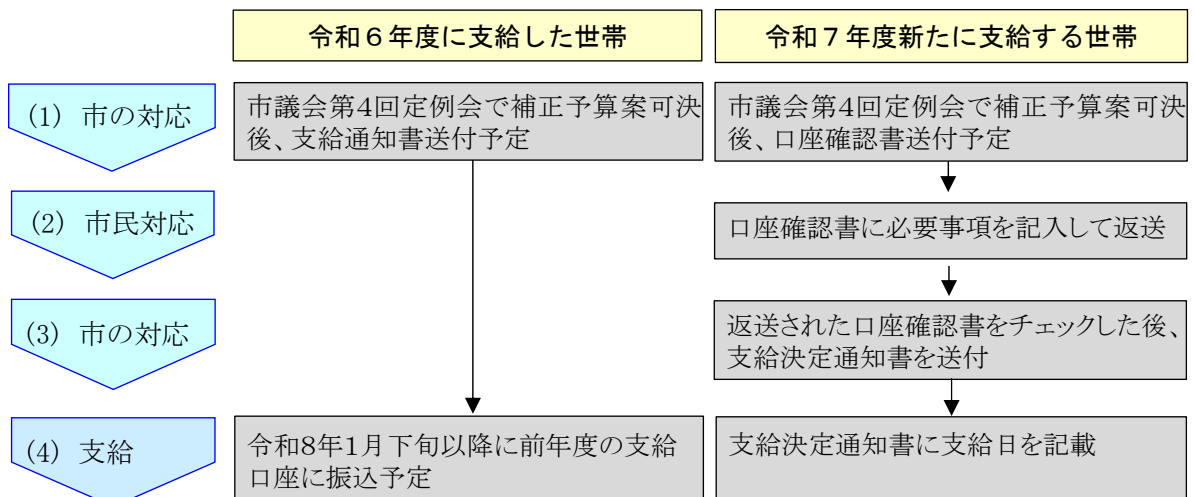 令和６年度に支給した世帯
令和７年度新たに支給する世帯
(1) 市の対応
市議会第4回定例会で補正予算案可決
後、支給通知書送付予定
市議会第4回定例会で補正予算案可決
後、口座確認書送付予定
(2) 市民対応
口座確認書に必要事項を記入して返送
(3) 市の対応
返送された口座確認書をチェックした後、
支給決定通知書を送付
(4) 支給
令和8年1月下旬以降に前年度の支給
口座に振込予定
支給決定通知書に支給日を記載